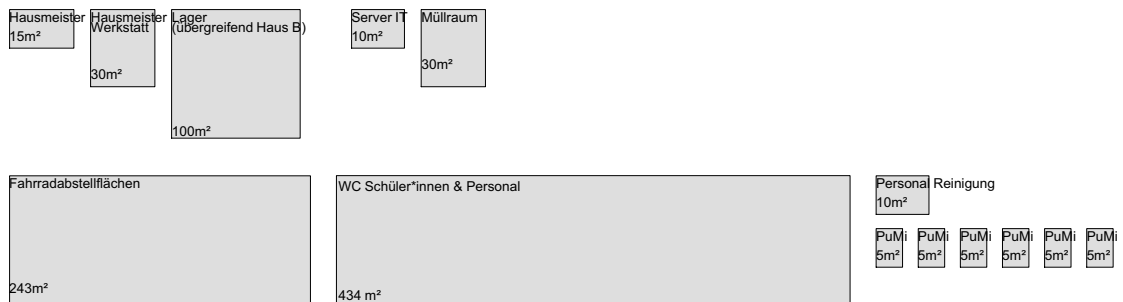 Hausmeister
15m²
Hausmeister
Werkstatt
30m²
Lager
(übergreifend Haus B)
100m²
Server IT
10m²
Müllraum
30m²
Fahrradabstellflächen
243m²
WC Schüler*innen & Personal
434 m²
Personal Reinigung
10m²
PuMi
5m²
PuMi
5m²
PuMi
5m²
PuMi
5m²
PuMi
5m²
PuMi
5m²